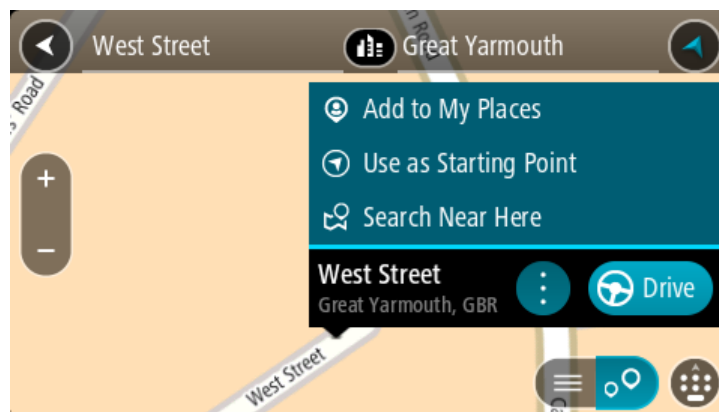 West Street
Great Yarmouth
Road
Add to My Places
Use as Starting Point
Search Near Here
West Street
Great Yarmouth, GBR
Drive
West Street